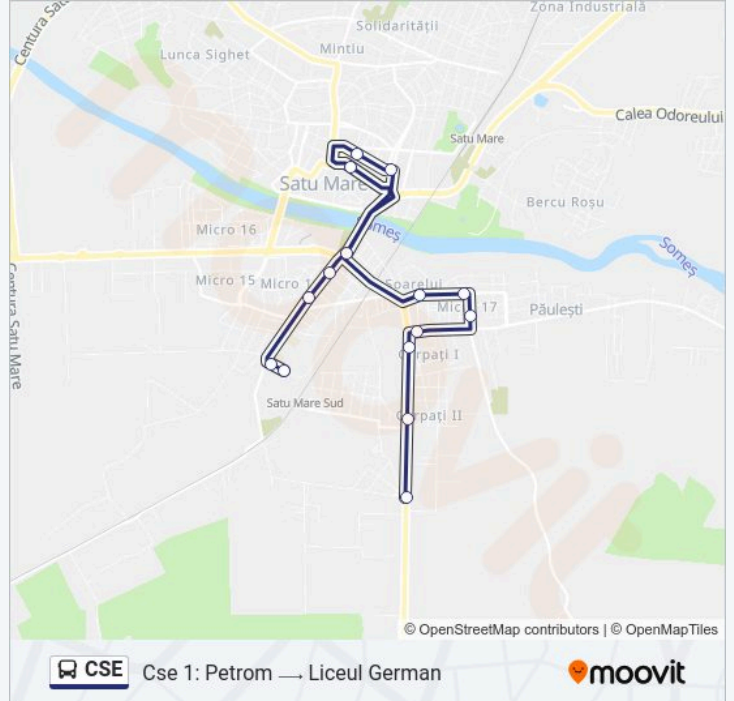 Zona Industrială
Centura Satu
Solidarității
Mintiu
Lunca Sighet
Calea Odoreului
Satu Mare
Satu Mare
Bercu Roșu
Micro 16
Someș
Someș
Micro 15
Micro 1
Soarelui
Micro 17
Păulești
Centura Satu Mare
Carpați I
Satu Mare Sud
Carpați II
© OpenStreetMap contributors | © OpenMapTiles
CSE Cse 1: Petrom → Liceul German
moovit